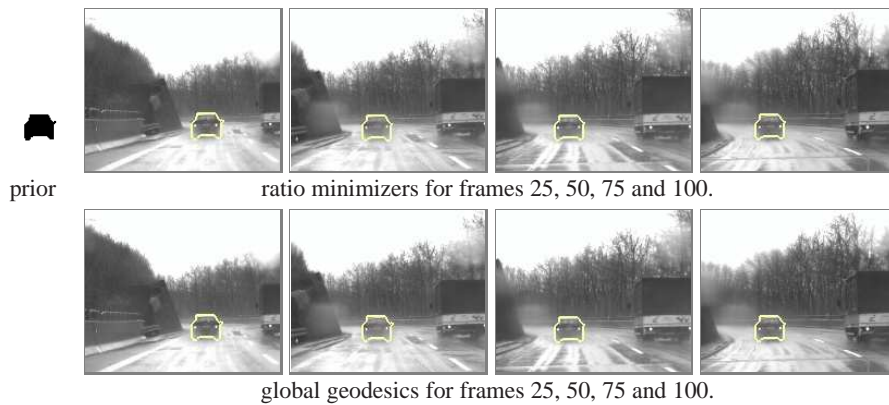 prior
ratio minimizers for frames 25, 50, 75 and 100.
global geodesics for frames 25, 50, 75 and 100.